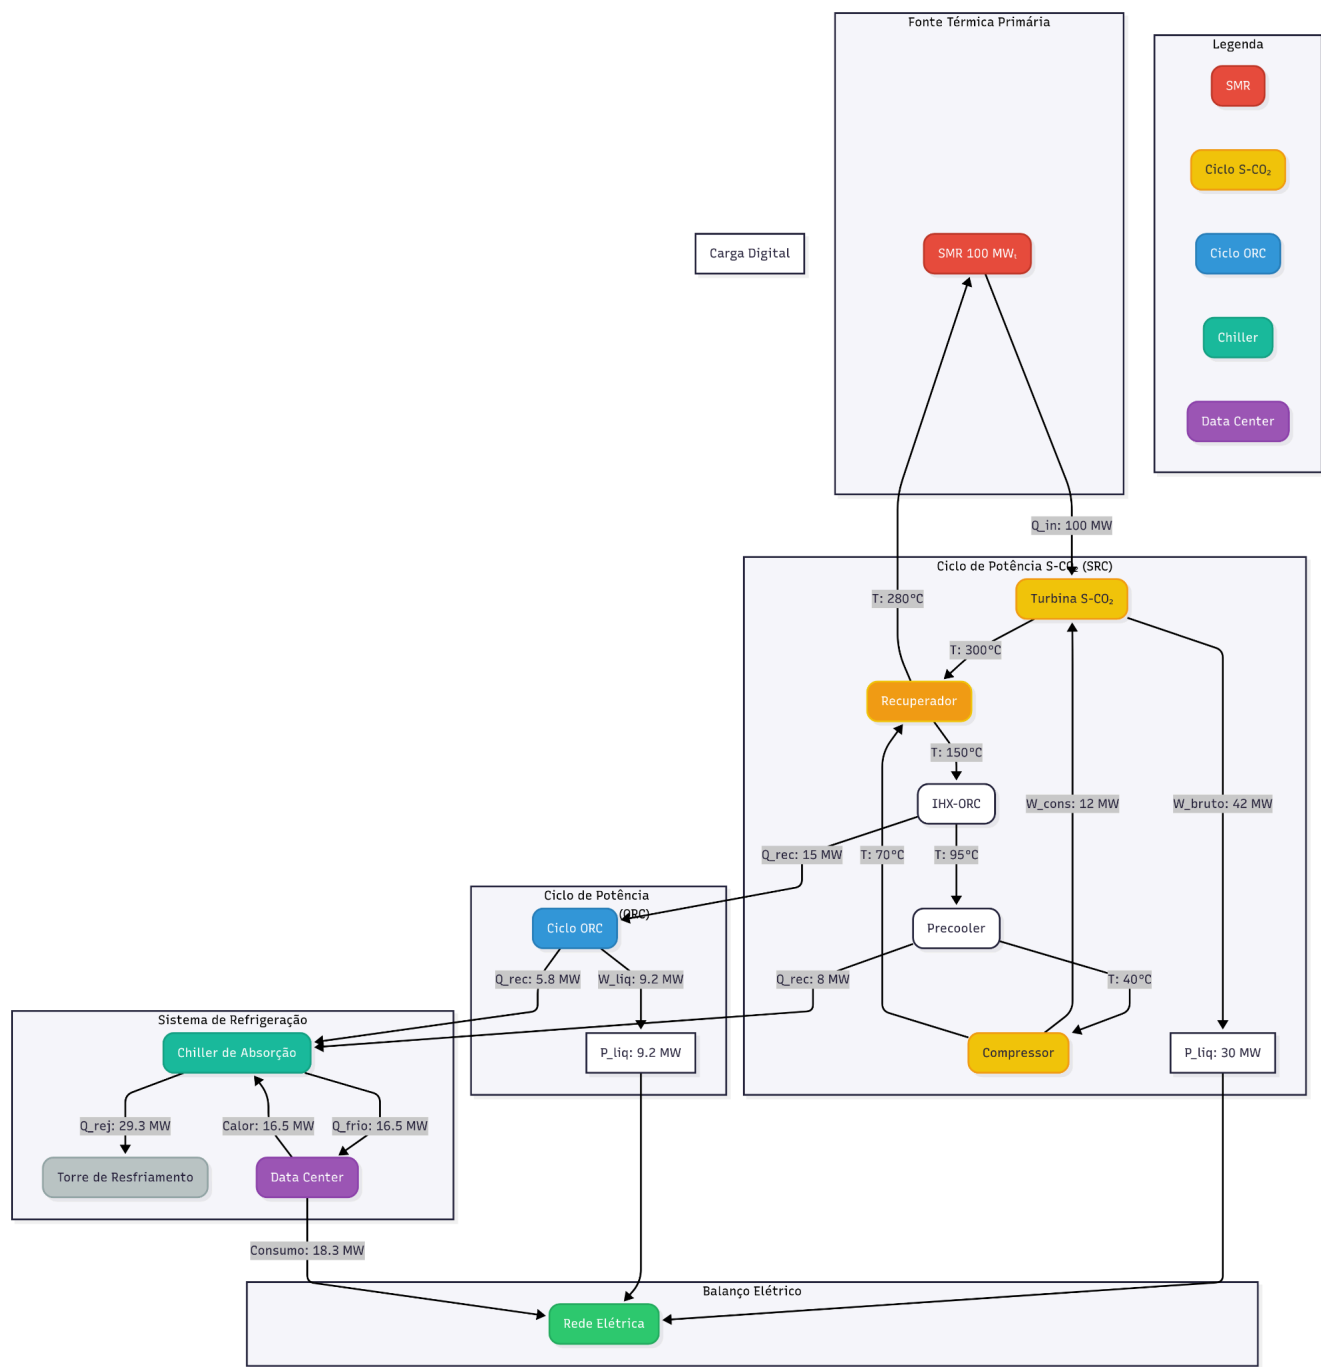 Fonte Térmica Primária
Legenda
SMR
Ciclo S-CO₂
Carga Digital
SMR 100 MWₜ
Ciclo ORC
Chiller
Data Center
Q_in: 100 MW
Ciclo de Potência S-CO₂ (SRC)
T: 280°C
Turbina S-CO₂
T: 300°C
Recuperador
T: 150°C
IHX-ORC
W_cons: 12 MW
W_bruto: 42 MW
Q_rec: 15 MW
T: 70°C
T: 95°C
Ciclo de Potência
(ORC)
Ciclo ORC
Precooler
Q_rec: 5.8 MW
W_liq: 9.2 MW
Q_rec: 8 MW
T: 40°C
Sistema de Refrigeração
Chiller de Absorção
P_liq: 9.2 MW
Compressor
P_liq: 30 MW
Q_rej: 29.3 MW
Calor: 16.5 MW
Q_frio: 16.5 MW
Torre de Resfriamento
Data Center
Consumo: 18.3 MW
Balanço Elétrico
Rede Elétrica